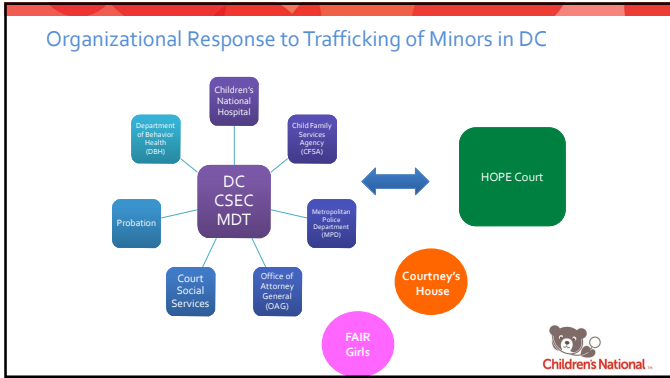 Organizational Response to Trafficking of Minors in DC
Children's
National
Hospital
Department
of Behavior
Health
(DBH)
Child Family
Services
Agency
(CFSA)
DC
CSEC
MDT
HOPE Court
Probation
Metropolitan
Police
Department
(MPD)
Court
Social
Services
Office of
Attorney
General
(OAG)
Courtney's
House
FAIR
Girls
Children's National